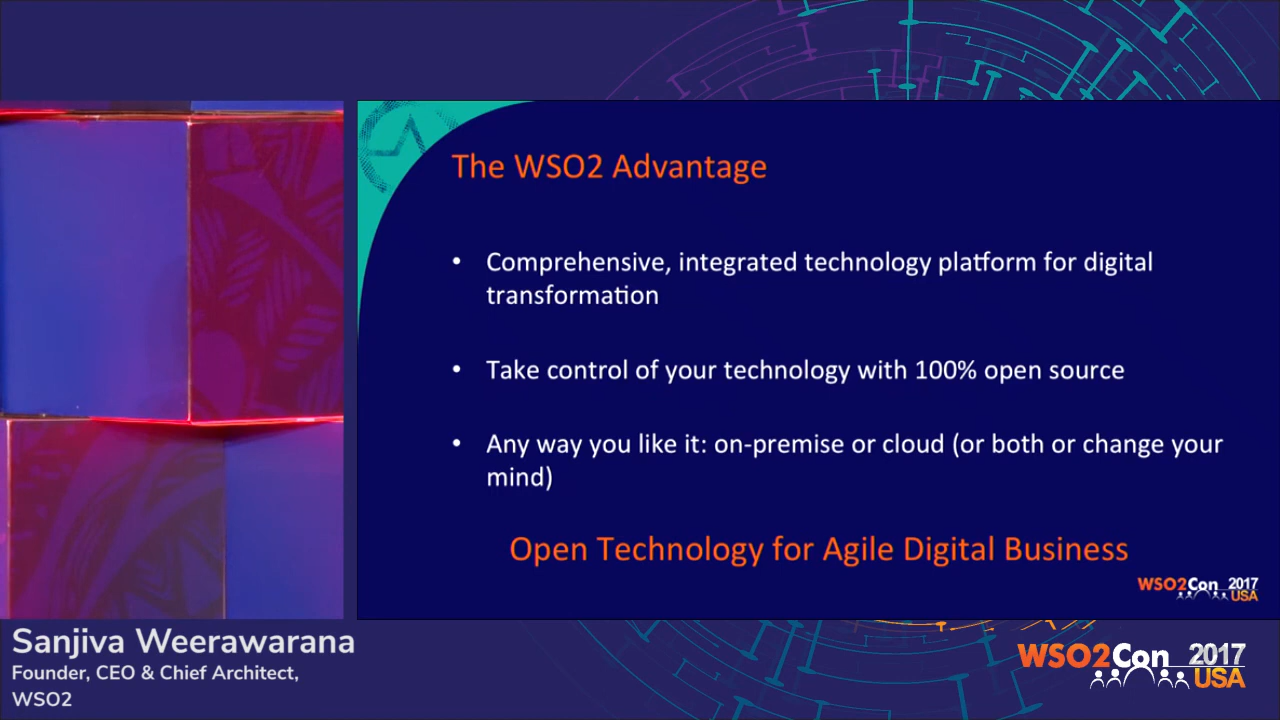 The WSO2 Advantage
• Comprehensive, integrated technology platform for digital
transformation
• Take control of your technology with 100% open source
• Any way you like it: on-premise or cloud (or both or change your
mind)
Open Technology for Agile Digital Business
WSO2Con 2017
USA
Sanjiva Weerawarana
Founder, CEO & Chief Architect,
WSO2
WSO2Con 2017
USA